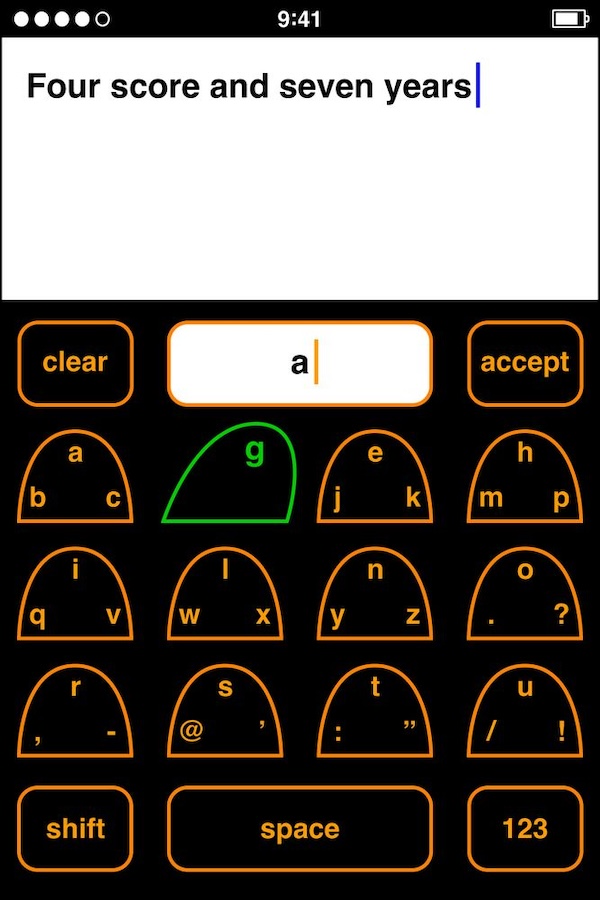 9:41
Four score and seven years
clear a accept
a g e h
b c j k m p
i l n o
q v w x y z . ?
r s t u
, - @ ’ : ” / !
shift space 123